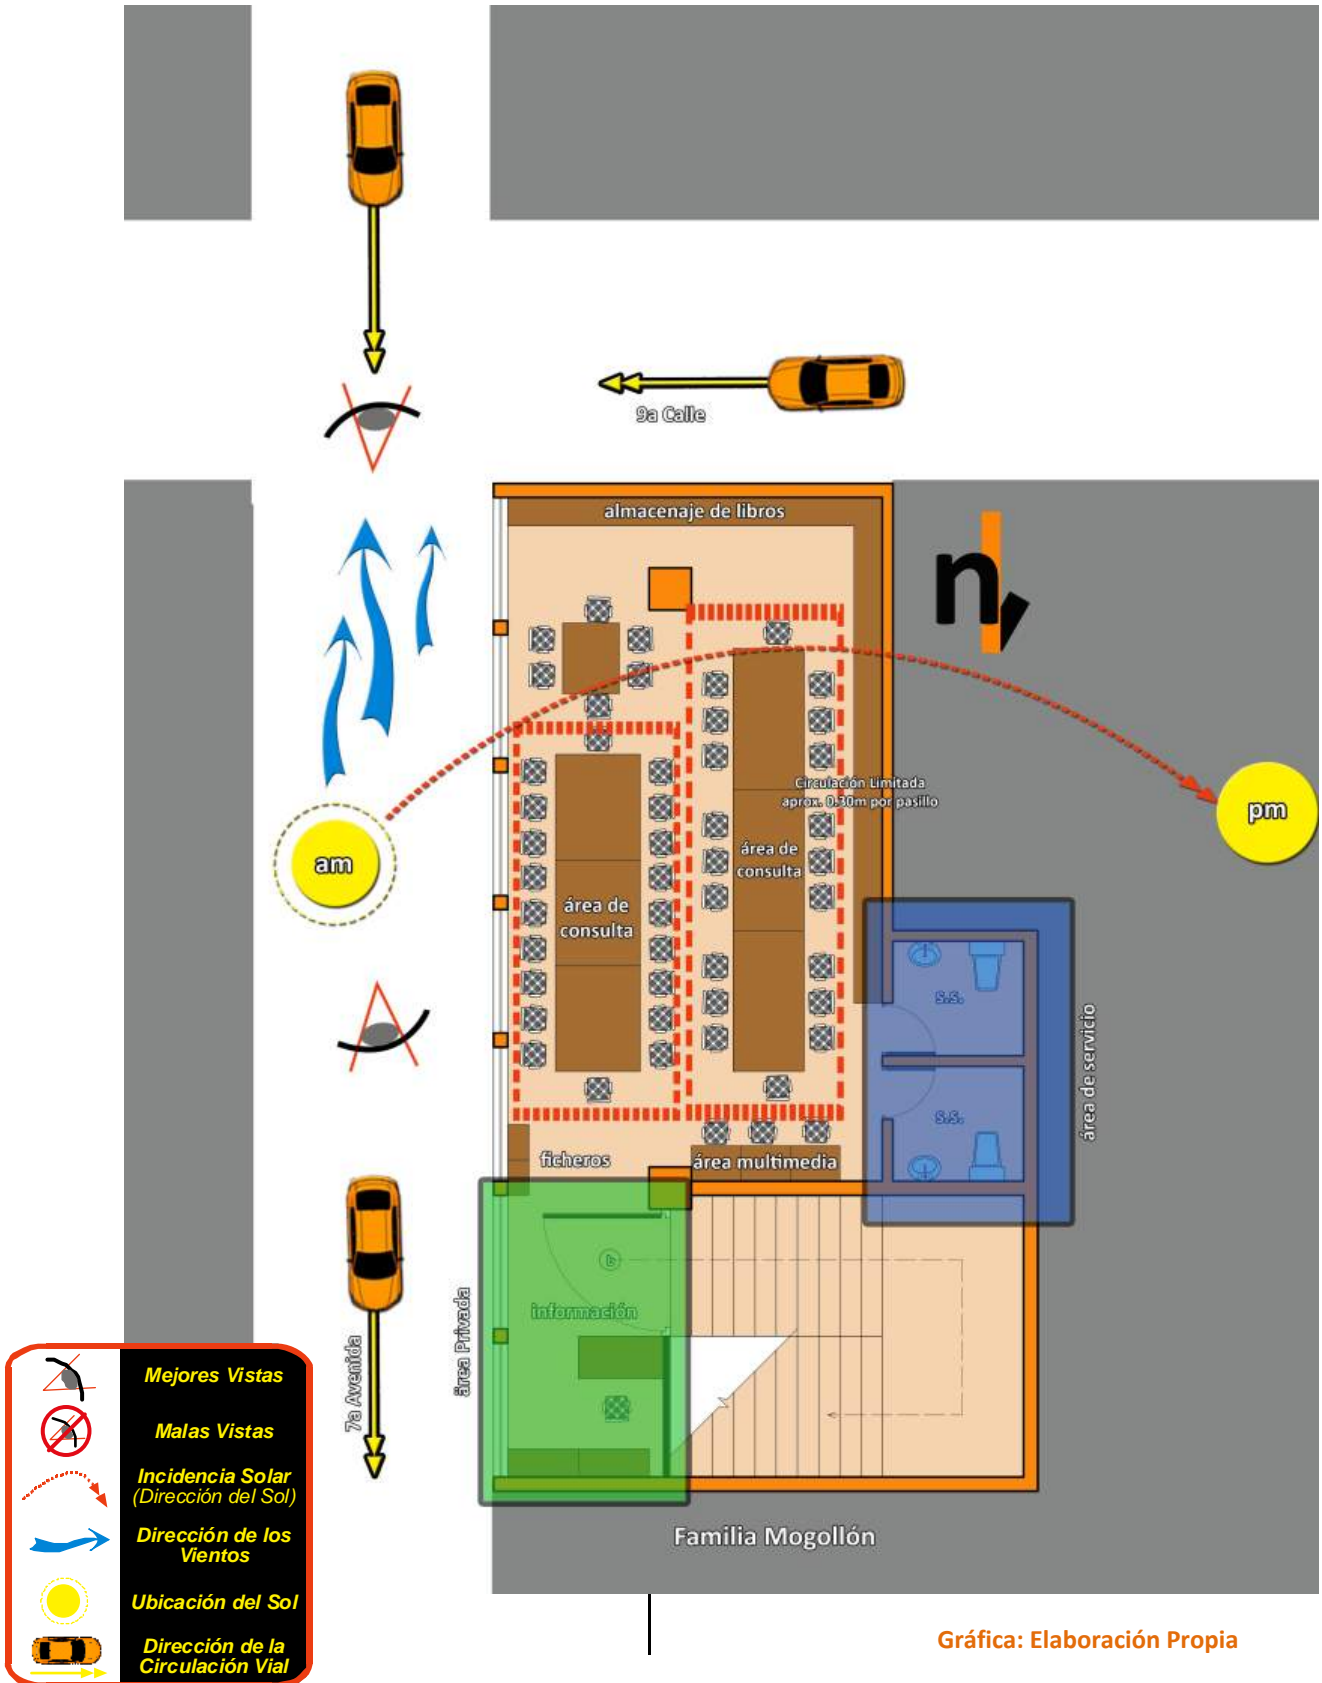 9a Calle
almacenaje de libros
n
Circulación Limitada
aprox. 0.30m por pasillo
pm
am
área de
consulta
área de
consulta
s.s.
área de servicio
s.s.
ficheros
área multimedia
información
área Privada
7a Avenida
Familia Mogollón
Mejores Vistas
Malas Vistas
Incidencia Solar
(Dirección del Sol)
Dirección de los
Vientos
Ubicación del Sol
Dirección de la
Circulación Vial
Gráfica: Elaboración Propia